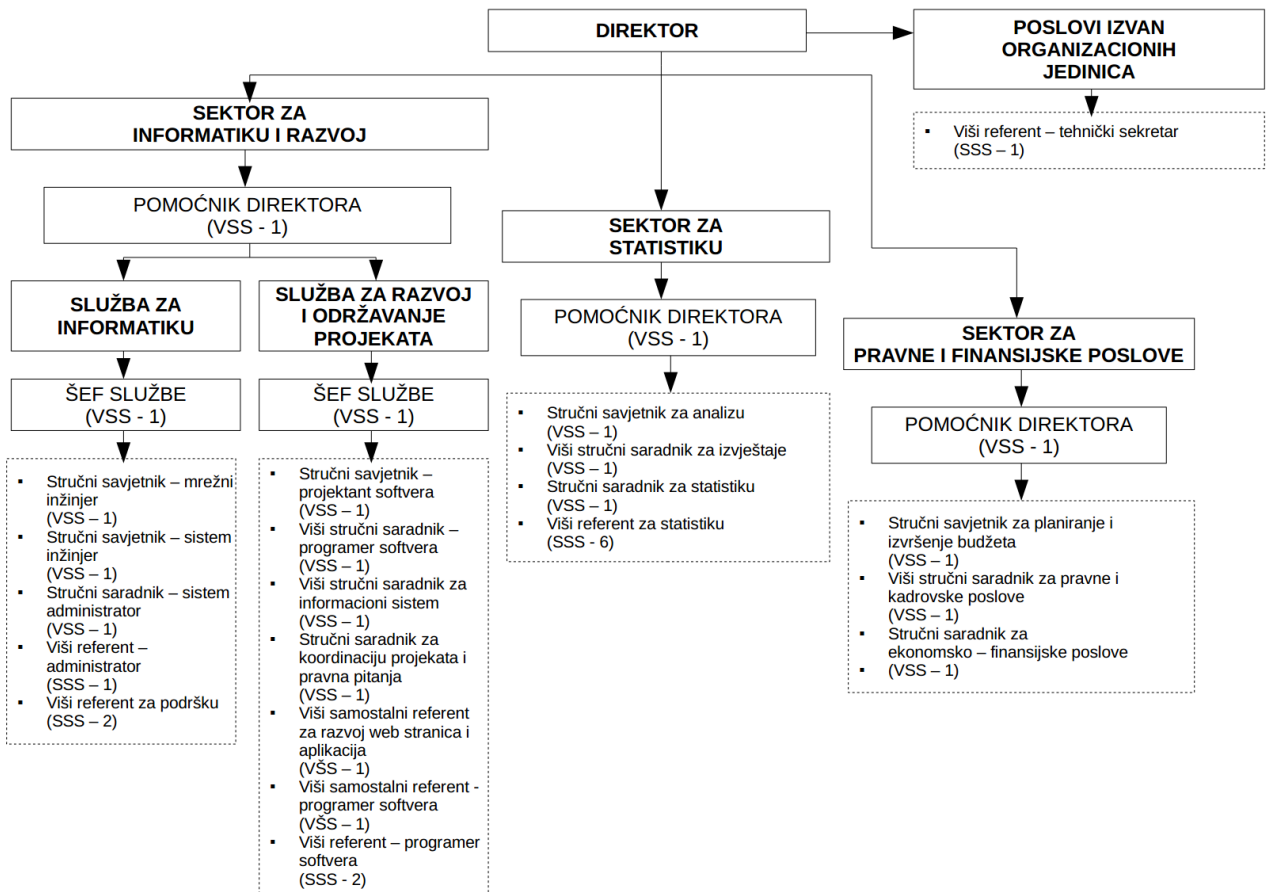 DIREKTOR
POSLOVI IZVAN
ORGANIZACIONIH
JEDINICA
▪ Viši referent – tehnički sekretar
(SSS – 1)
SEKTOR ZA
INFORMATIKU I RAZVOJ
POMOĆNIK DIREKTORA
(VSS - 1)
SLUŽBA ZA
INFORMATIKU
ŠEF SLUŽBE
(VSS - 1)
▪ Stručni savjetnik – mrežni
inžinjer
(VSS – 1)
▪ Stručni savjetnik – sistem
inžinjer
(VSS – 1)
▪ Stručni saradnik – sistem
administrator
(VSS – 1)
▪ Viši referent –
administrator
(SSS – 1)
▪ Viši referent za podršku
(SSS – 2)
SLUŽBA ZA RAZVOJ
I ODRŽAVANJE
PROJEKATA
ŠEF SLUŽBE
(VSS - 1)
▪ Stručni savjetnik –
projektant softvera
(VSS – 1)
▪ Viši stručni saradnik –
programer softvera
(VSS – 1)
▪ Viši stručni saradnik za
informacioni sistem
(VSS – 1)
▪ Stručni saradnik za
koordinaciju projekata i
pravna pitanja
(VSS – 1)
▪ Viši samostalni referent
za razvoj web stranica i
aplikacija
(VŠS – 1)
▪ Viši samostalni referent -
programer softvera
(VŠS – 1)
▪ Viši referent – programer
softvera
(SSS - 2)
SEKTOR ZA
STATISTIKU
POMOĆNIK DIREKTORA
(VSS - 1)
▪ Stručni savjetnik za analizu
(VSS – 1)
▪ Viši stručni saradnik za izvještaje
(VSS – 1)
▪ Stručni saradnik za statistiku
(VSS – 1)
▪ Viši referent za statistiku
(SSS - 6)
SEKTOR ZA
PRAVNE I FINANSIJSKE POSLOVE
POMOĆNIK DIREKTORA
(VSS - 1)
▪ Stručni savjetnik za planiranje i
izvršenje budžeta
(VSS – 1)
▪ Viši stručni saradnik za pravne i
kadrovske poslove
(VSS – 1)
▪ Stručni saradnik za
ekonomsko – finansijske poslove
▪ (VSS – 1)